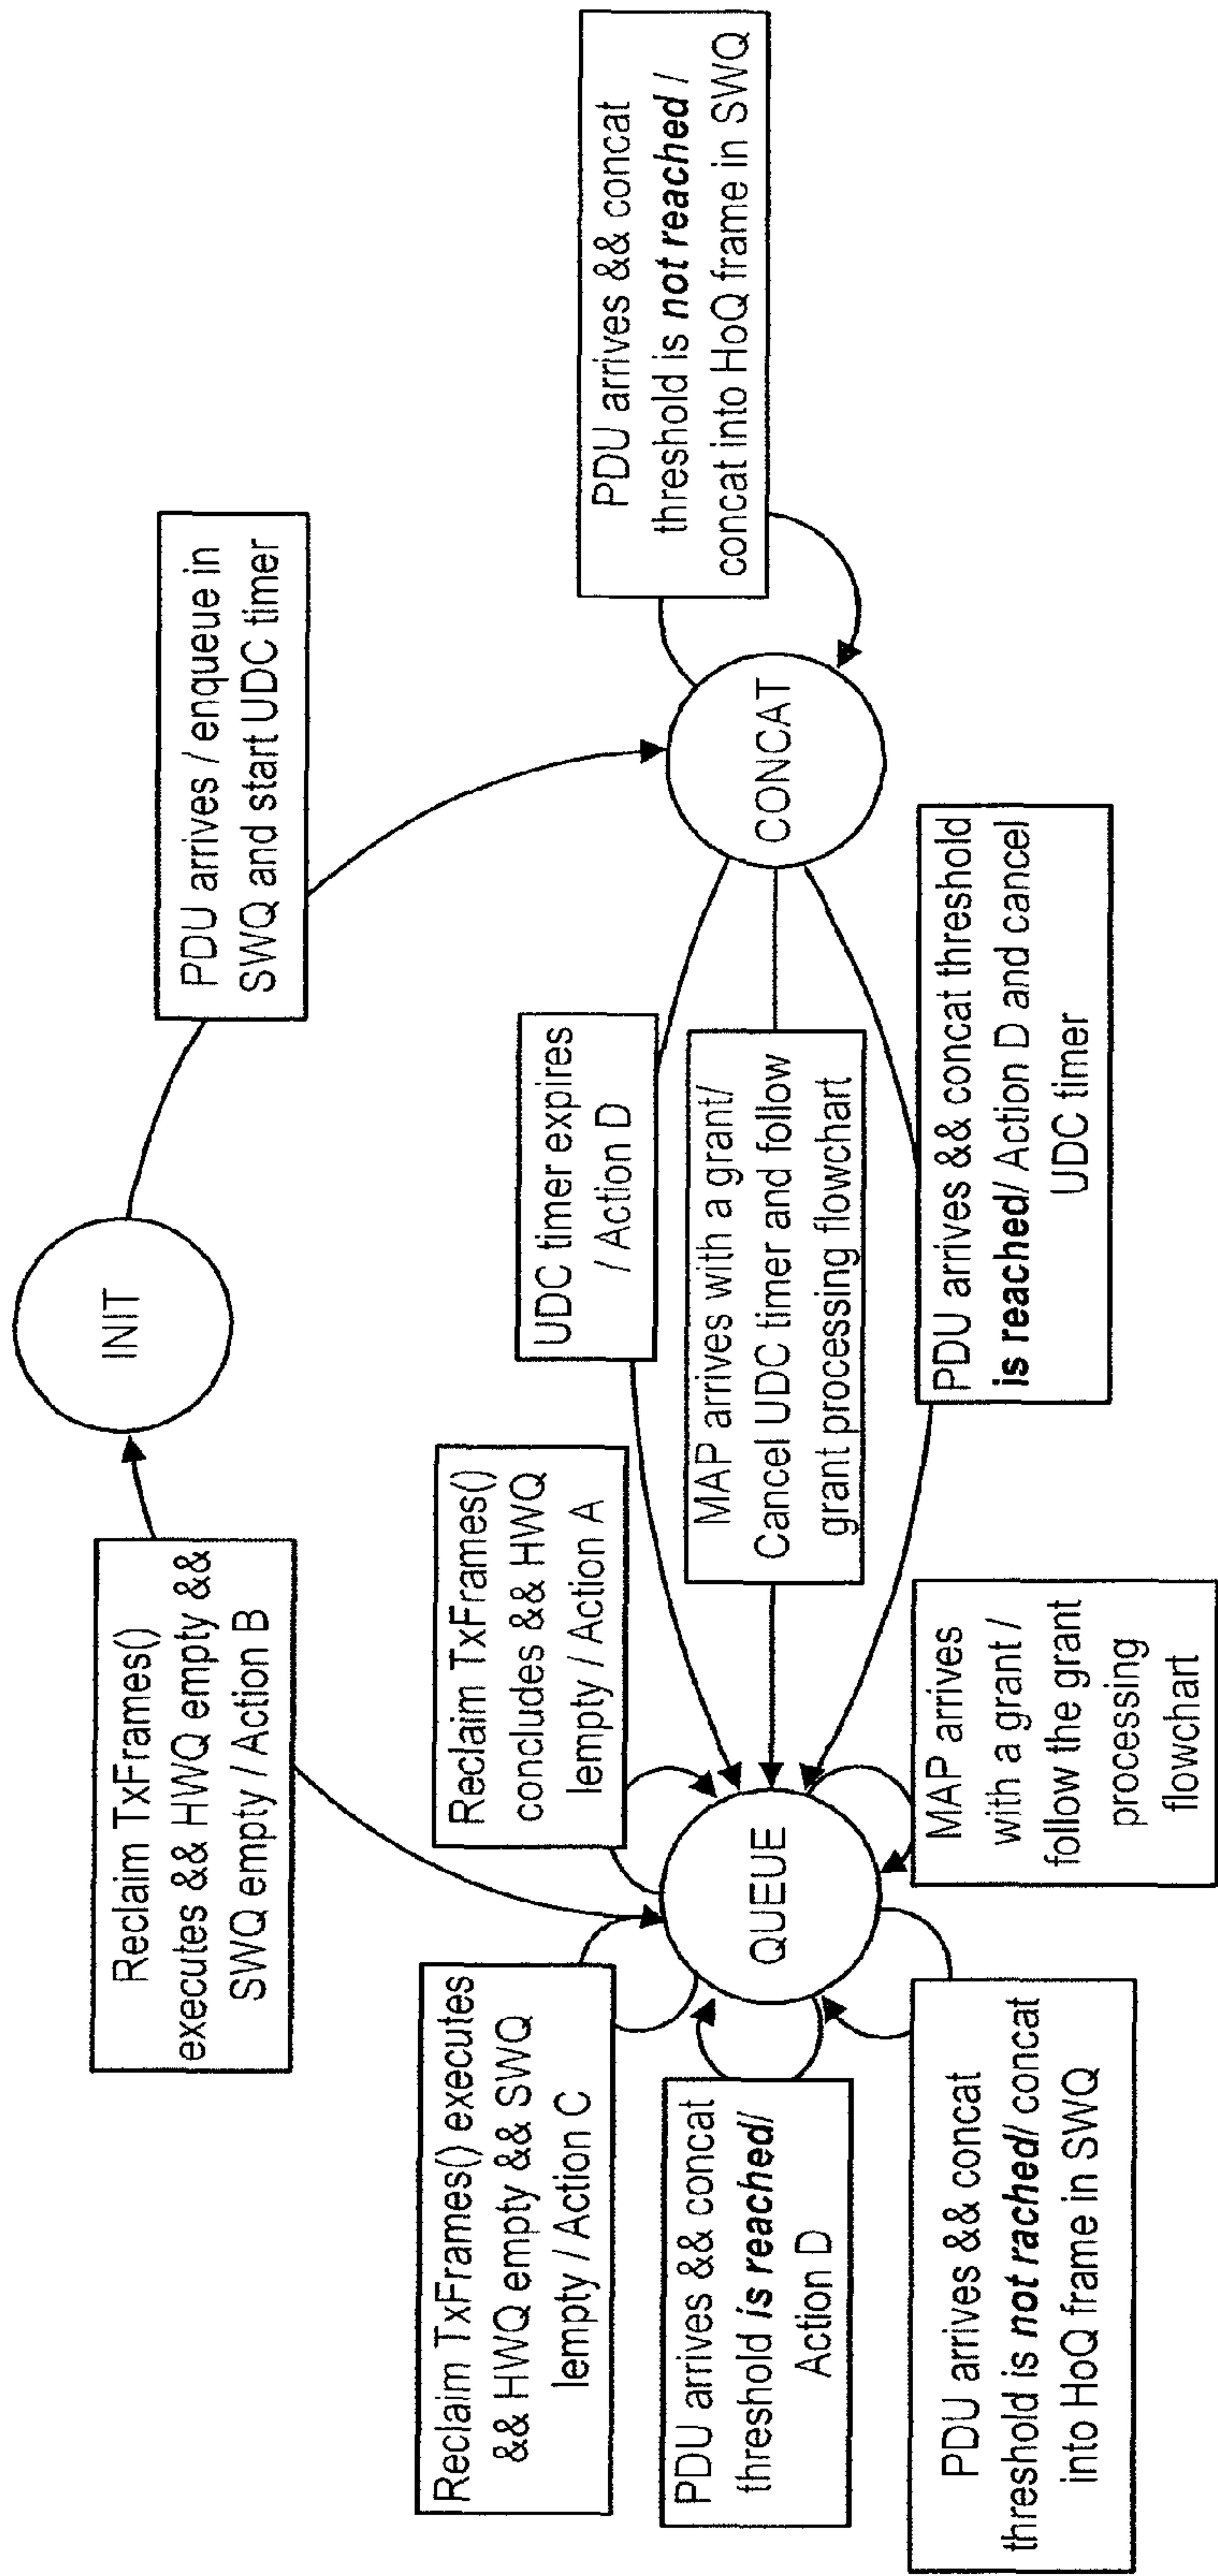 INIT
Reclaim TxFrames()
executes && HWQ empty &&
SWQ empty / Action B
PDU arrives / enqueue in
SWQ and start UDC timer
Reclaim TxFrames() executes
&& HWQ empty && SWQ
lempty / Action C
Reclaim TxFrames()
concludes && HWQ
lempty / Action A
UDC timer expires
/ Action D
PDU arrives && concat
threshold is not reached /
concat into HoQ frame in SWQ
PDU arrives && concat
threshold is reached/
Action D
QUEUE
MAP arrives with a grant/
Cancel UDC timer and follow
grant processing flowchart
CONCAT
PDU arrives && concat
threshold is not rached/ concat
into HoQ frame in SWQ
MAP arrives
with a grant /
follow the grant
processing
flowchart
PDU arrives && concat threshold
is reached/ Action D and cancel
UDC timer